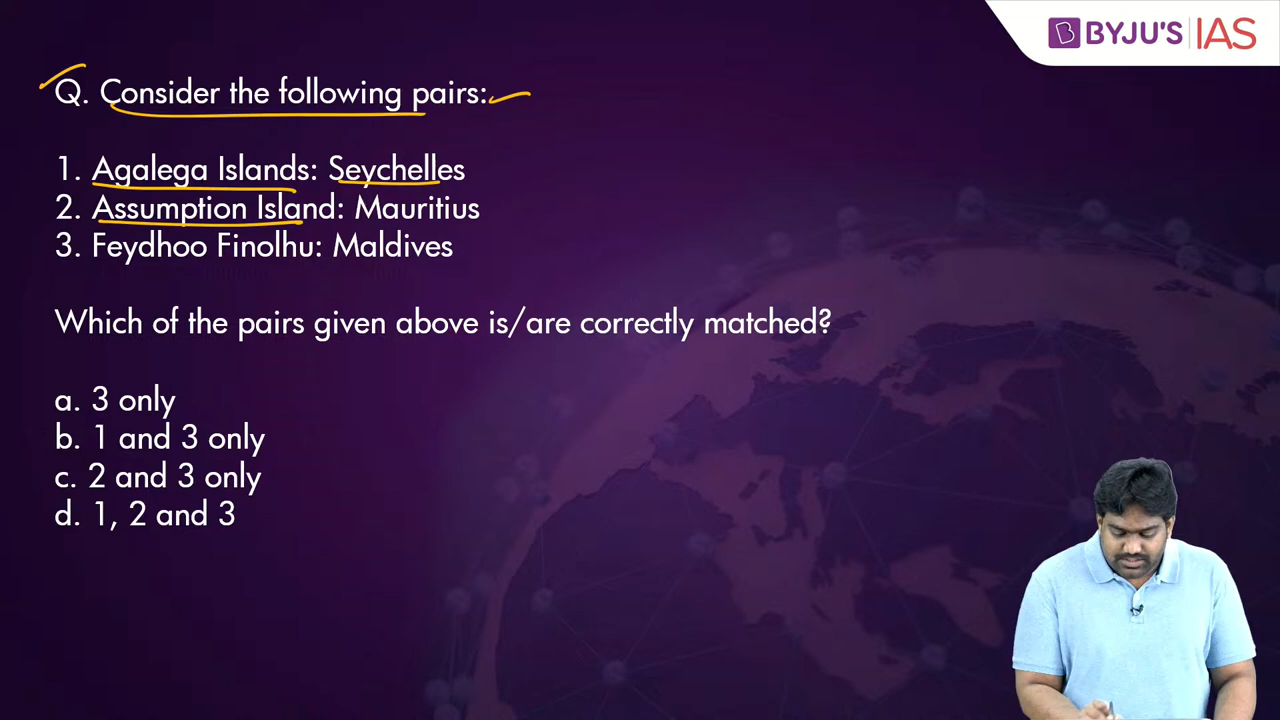 BYJU'S IAS
Q. Consider the following pairs:
1. Agalega Islands: Seychelles
2. Assumption Island: Mauritius
3. Feydhoo Finolhu: Maldives
Which of the pairs given above is/are correctly matched?
a. 3 only
b. 1 and 3 only
c. 2 and 3 only
d. 1, 2 and 3